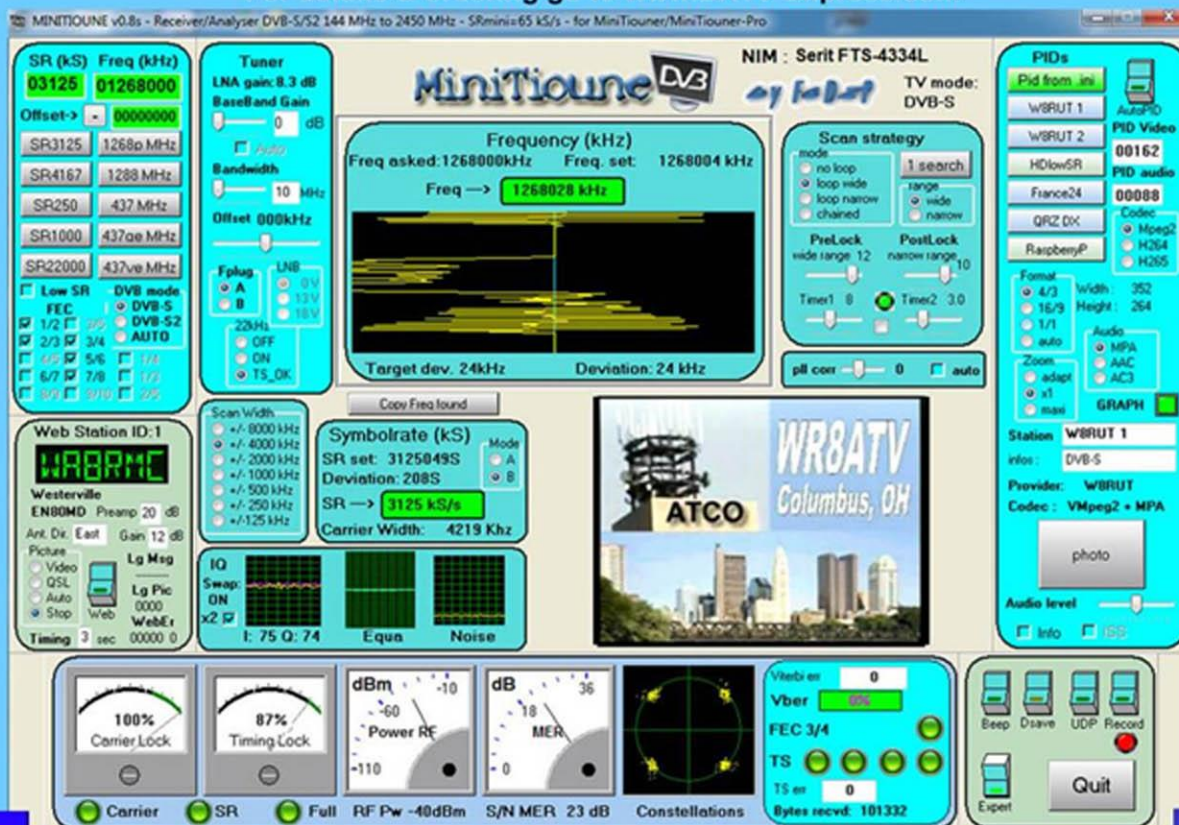 MINITIOUNE v0.8s - Receiver/Analyser DVB-S/S2 144 MHz to 2450 MHz - SRmini=65 kS/s - for MiniTiouner/MiniTiouner-Pro
SR (kS) Freq (kHz)
03125 01268000
Offset-> - 00000000
SR3125 1268p MHz
SR4167 1288 MHz
SR250 437 MHz
SR1000 437qe MHz
SR22000 437ve MHz
Low SR DVB mode
FEC DVB-S
1/2 3/5 DVB-S2
2/3 3/4 AUTO
4/5 5/6 1/4
6/7 7/8 1/3
8/9 9/10 2/5
Tuner
LNA gain: 8.3 dB
BaseBand Gain
0 dB
Auto
Bandwidth
10 MHz
Offset 000kHz
Fplug LNB
A 0V
B 13V
18V
22kHz
OFF
ON
TS_OK
MiniTioune DVB
NIM : Serit FTS-4334L
TV mode:
DVB-S
Frequency (kHz)
Freq asked:1268000kHz Freq. set: 1268004 kHz
Freq —> 1268028 kHz
Target dev. 24kHz Deviation: 24 kHz
Scan strategy
mode
no loop
loop wide
loop narrow
chained
1 search
range
wide
narrow
PreLock PostLock
wide range 12 narrow range 10
Timer1 8 Timer2 3.0
pll corr 0 auto
PIDs
Pid from .ini
W8RUT 1
W8RUT 2
HDlowSR
France24
QRZ DX
RaspberryP
AutoPID
PID Video
00162
PID audio
00088
Codec
Mpeg2
H264
H265
Format
4/3
16/9
1/1
auto
Width : 352
Height : 264
Audio
MPA
AAC
AC3
Zoom
adapt
x1
maxi
GRAPH
Station W8RUT 1
infos : DVB-S
Provider: W8RUT
Codec : VMpeg2 + MPA
photo
Audio level
Info ISS
Web Station ID:1
WA8RMC
Westerville
EN80MD Preamp 20 dB
Ant. Dir. East Gain 12 dB
Picture
Video
QSL
Auto
Stop
Web
Lg Msg
Lg Pic
0000
WebEr
Timing 3 sec 00000 0
Scan Width
+/- 8000 kHz
+/- 4000 kHz
+/- 2000 kHz
+/- 1000 kHz
+/- 500 kHz
+/- 250 kHz
+/-125 kHz
Copy Freq found
Symbolrate (kS)
SR set: 3125049S
Deviation: 208S
SR —> 3125 kS/s
Carrier Width: 4219 Khz
Mode
A
B
IQ
Swap:
ON
x2
I: 75 Q: 74 Equa Noise
WR8ATV
Columbus, OH
ATCO
100%
Carrier Lock
87%
Timing Lock
dBm
-10
-60
Power RF
-110
dB
36
18
MER
0
Carrier SR Full RF Pw -40dBm S/N MER 23 dB Constellations
Viterbi err 0
Vber 0%
FEC 3/4
TS
TS err 0
Bytes recvd: 101332
Beep Dsave UDP Record
Expert
Quit